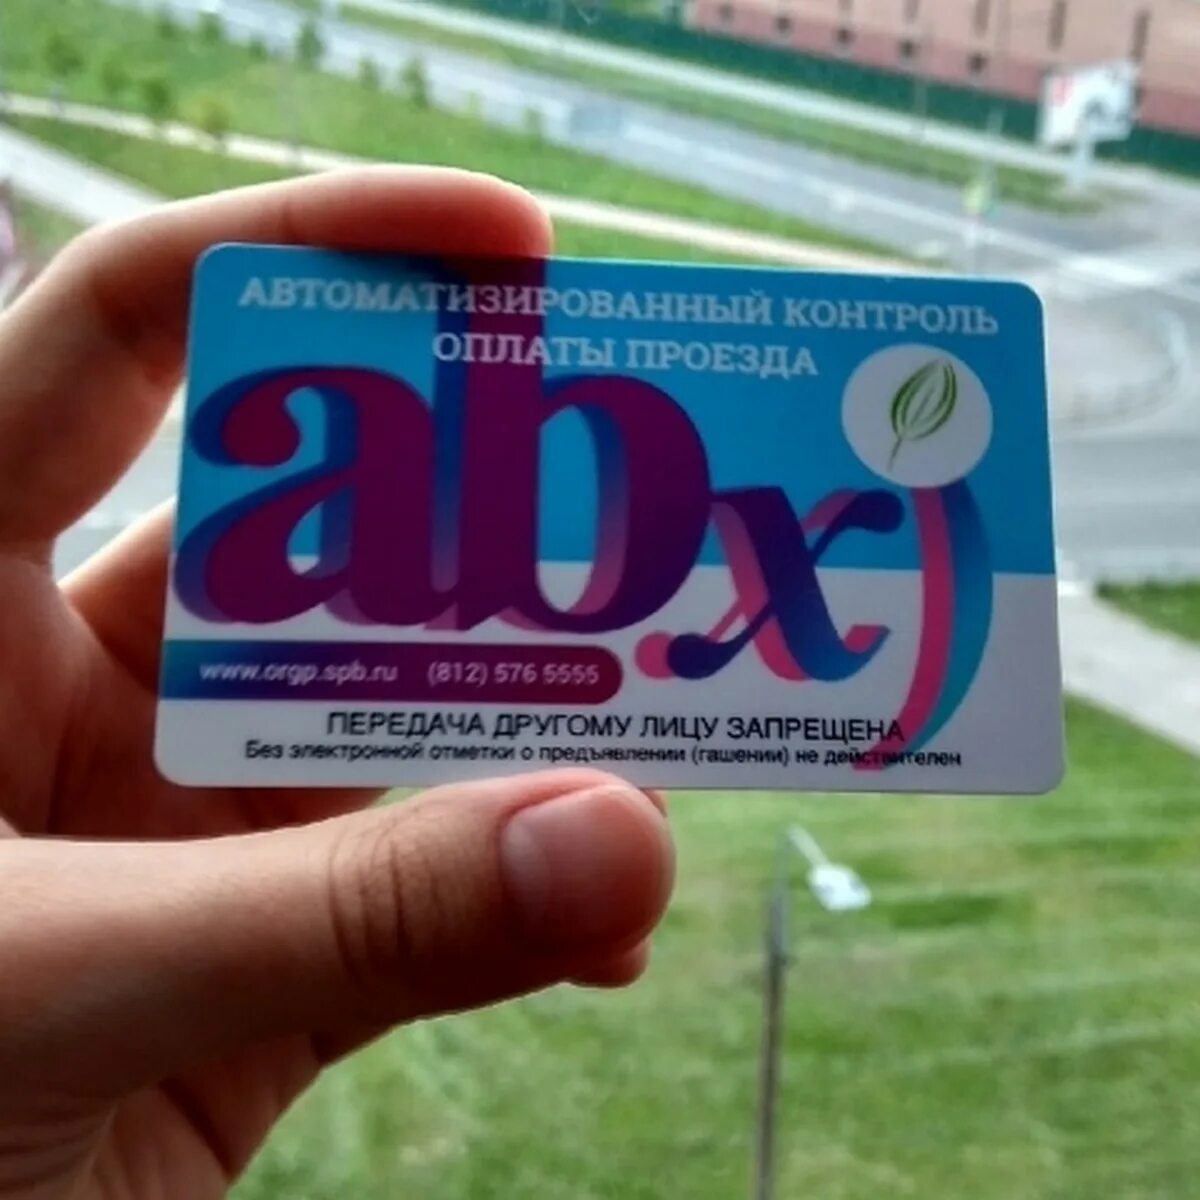 АВТОМАТИЗИРОВАННЫЙ КОНТРОЛЬ
ОПЛАТЫ ПРОЕЗДА
abx)
www.orgp.spb.ru (812) 576 5555
ПЕРЕДАЧА ДРУГОМУ ЛИЦУ ЗАПРЕЩЕНА
Без электронной отметки о предъявлении (гашении) не действителен